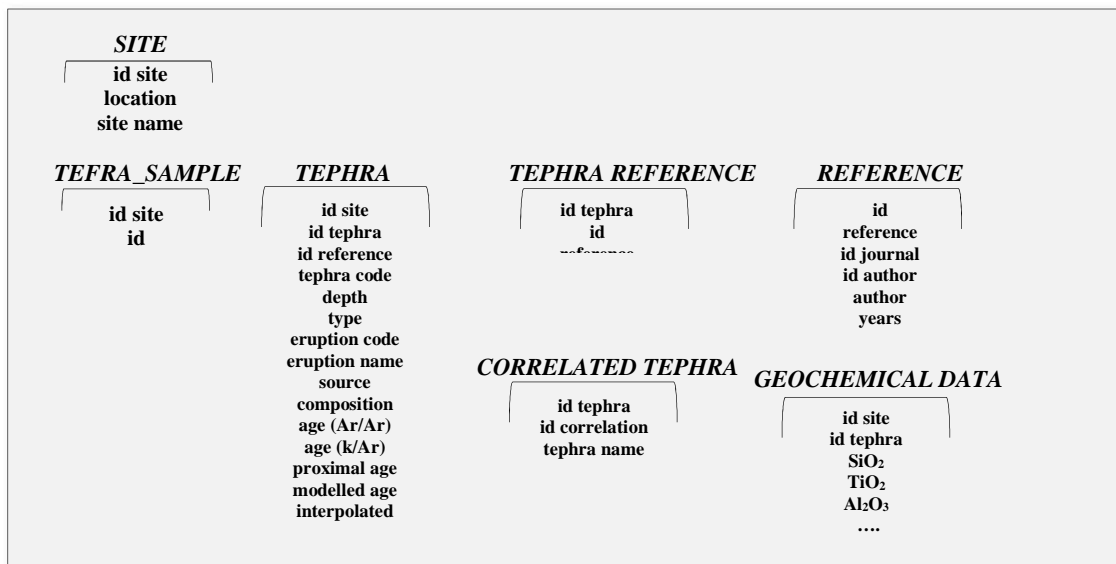 SITE
id site
location
site name
TEFRA_SAMPLE
id site
id
TEPHRA
id site
id tephra
id reference
tephra code
depth
type
eruption code
eruption name
source
composition
age (Ar/Ar)
age (k/Ar)
proximal age
modelled age
interpolated
TEPHRA REFERENCE
id tephra
id
REFERENCE
id
reference
id journal
id author
author
years
CORRELATED TEPHRA
id tephra
id correlation
tephra name
GEOCHEMICAL DATA
id site
id tephra
SiO₂
TiO₂
Al₂O₃
….